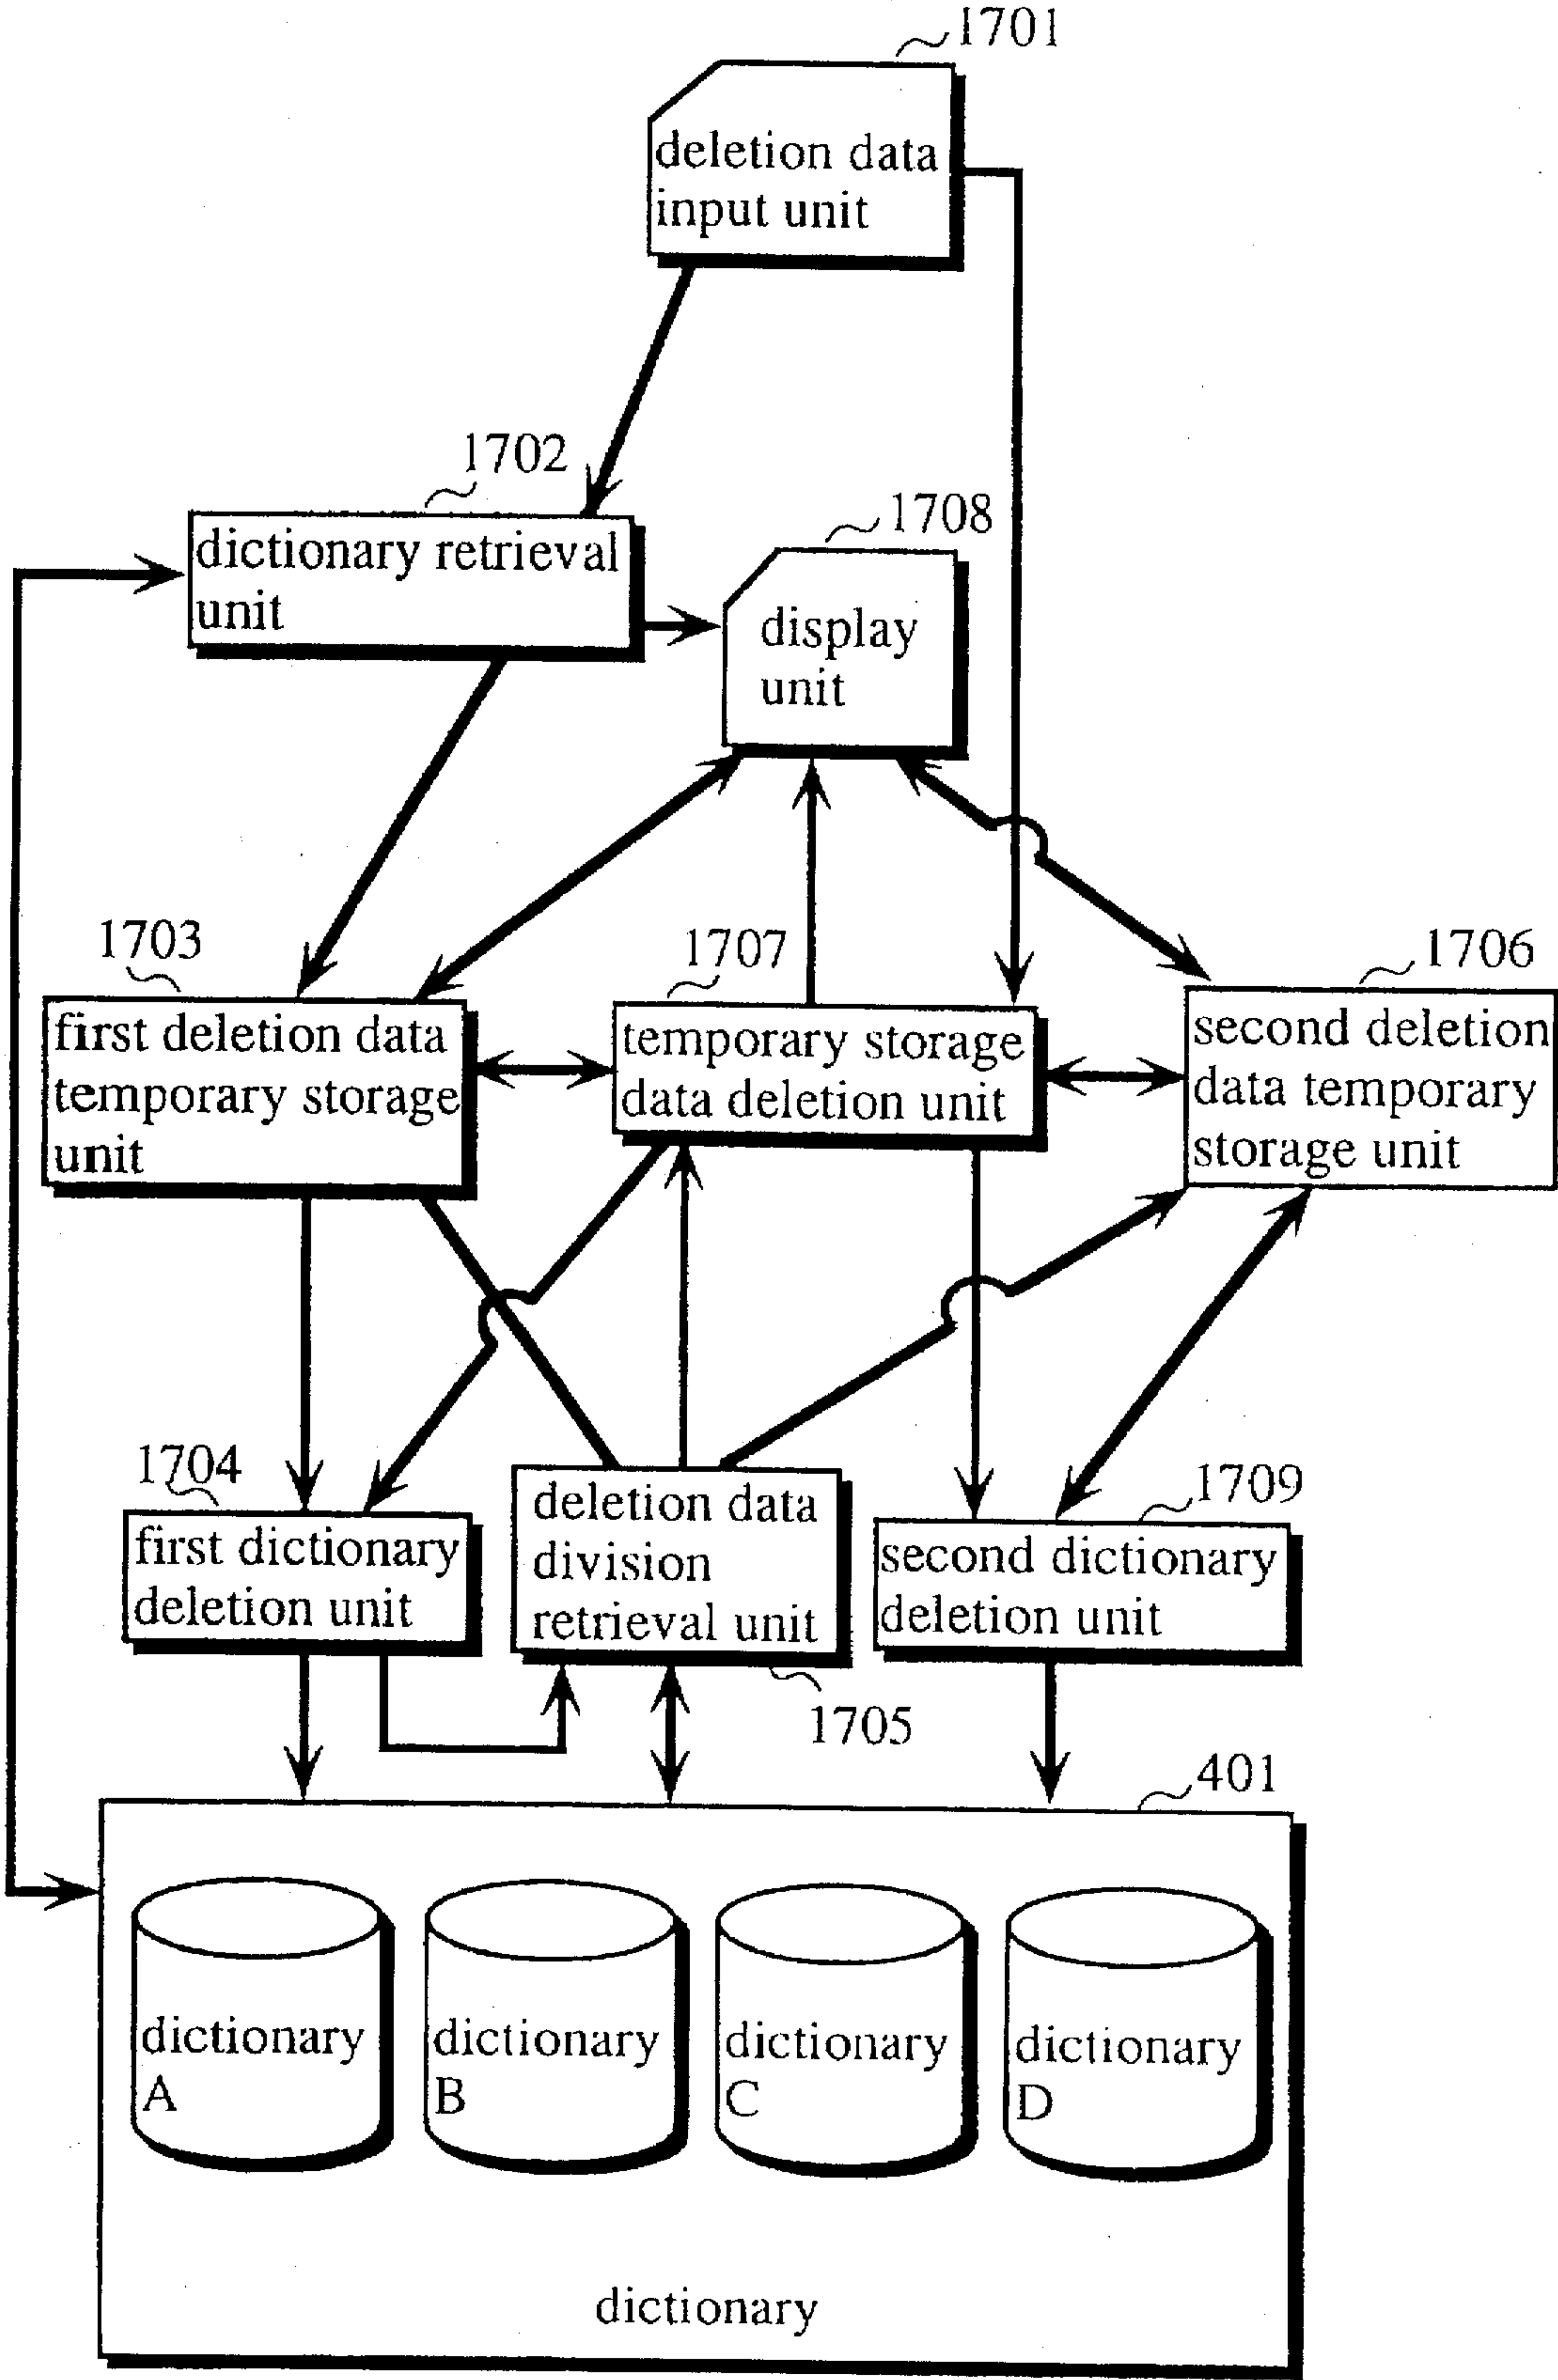 1701
deletion data
input unit
1702
dictionary retrieval
unit
1708
display
unit
1703
first deletion data
temporary storage
unit
1707
temporary storage
data deletion unit
1706
second deletion
data temporary
storage unit
1704
first dictionary
deletion unit
deletion data
division
retrieval unit
1705
1709
second dictionary
deletion unit
401
dictionary
A
dictionary
B
dictionary
C
dictionary
D
dictionary